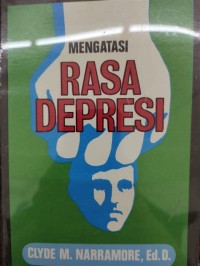 MENGATASI
RASA
DEPRESI
CLYDE M. NARRAMORE, Ed.D.